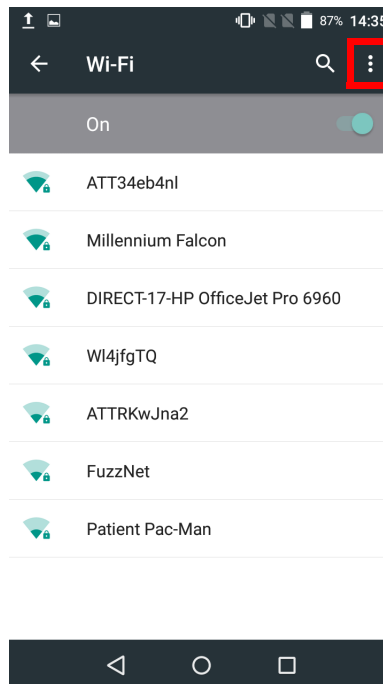 87% 14:35
Wi-Fi
On
ATT34eb4nl
Millennium Falcon
DIRECT-17-HP OfficeJet Pro 6960
Wl4jfgTQ
ATTRKwJna2
FuzzNet
Patient Pac-Man